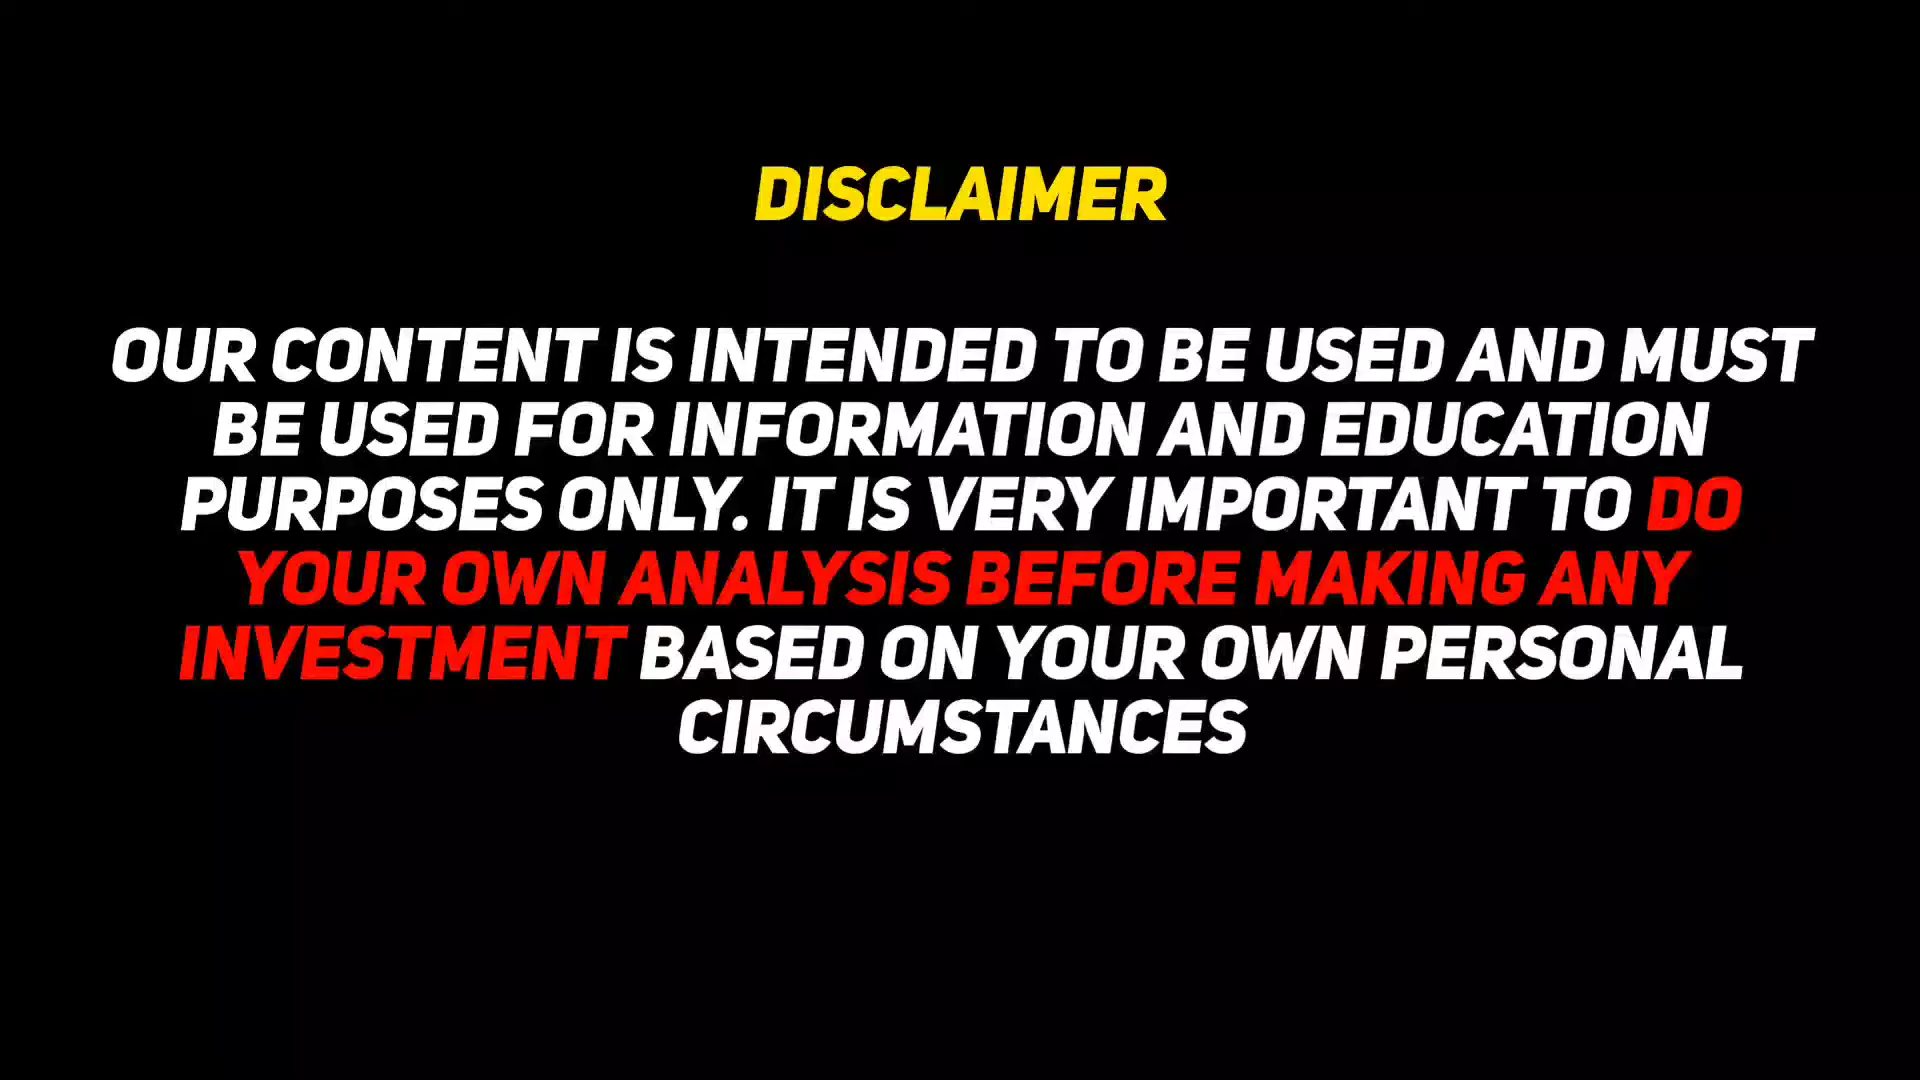 DISCLAIMER
OUR CONTENT IS INTENDED TO BE USED AND MUST
BE USED FOR INFORMATION AND EDUCATION
PURPOSES ONLY. IT IS VERY IMPORTANT TO DO
YOUR OWN ANALYSIS BEFORE MAKING ANY
INVESTMENT BASED ON YOUR OWN PERSONAL
CIRCUMSTANCES